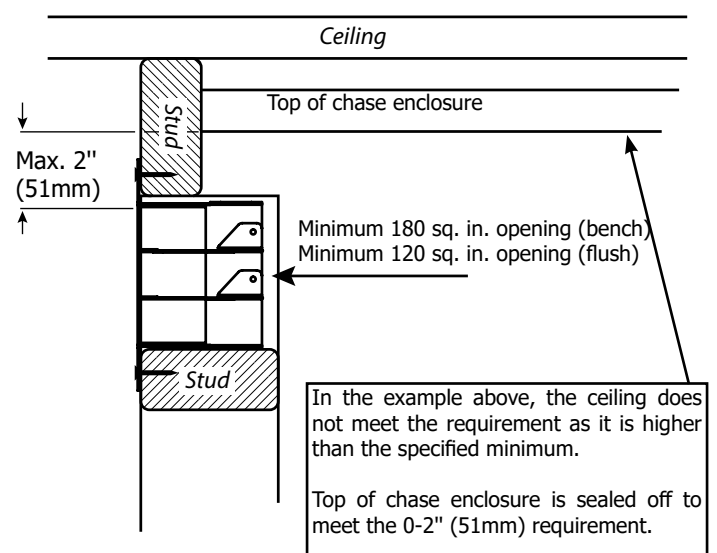 Ceiling
Stud
Top of chase enclosure
Max. 2"
(51mm)
Minimum 180 sq. in. opening (bench)
Minimum 120 sq. in. opening (flush)
Stud
In the example above, the ceiling does
not meet the requirement as it is higher
than the specified minimum.
Top of chase enclosure is sealed off to
meet the 0-2" (51mm) requirement.